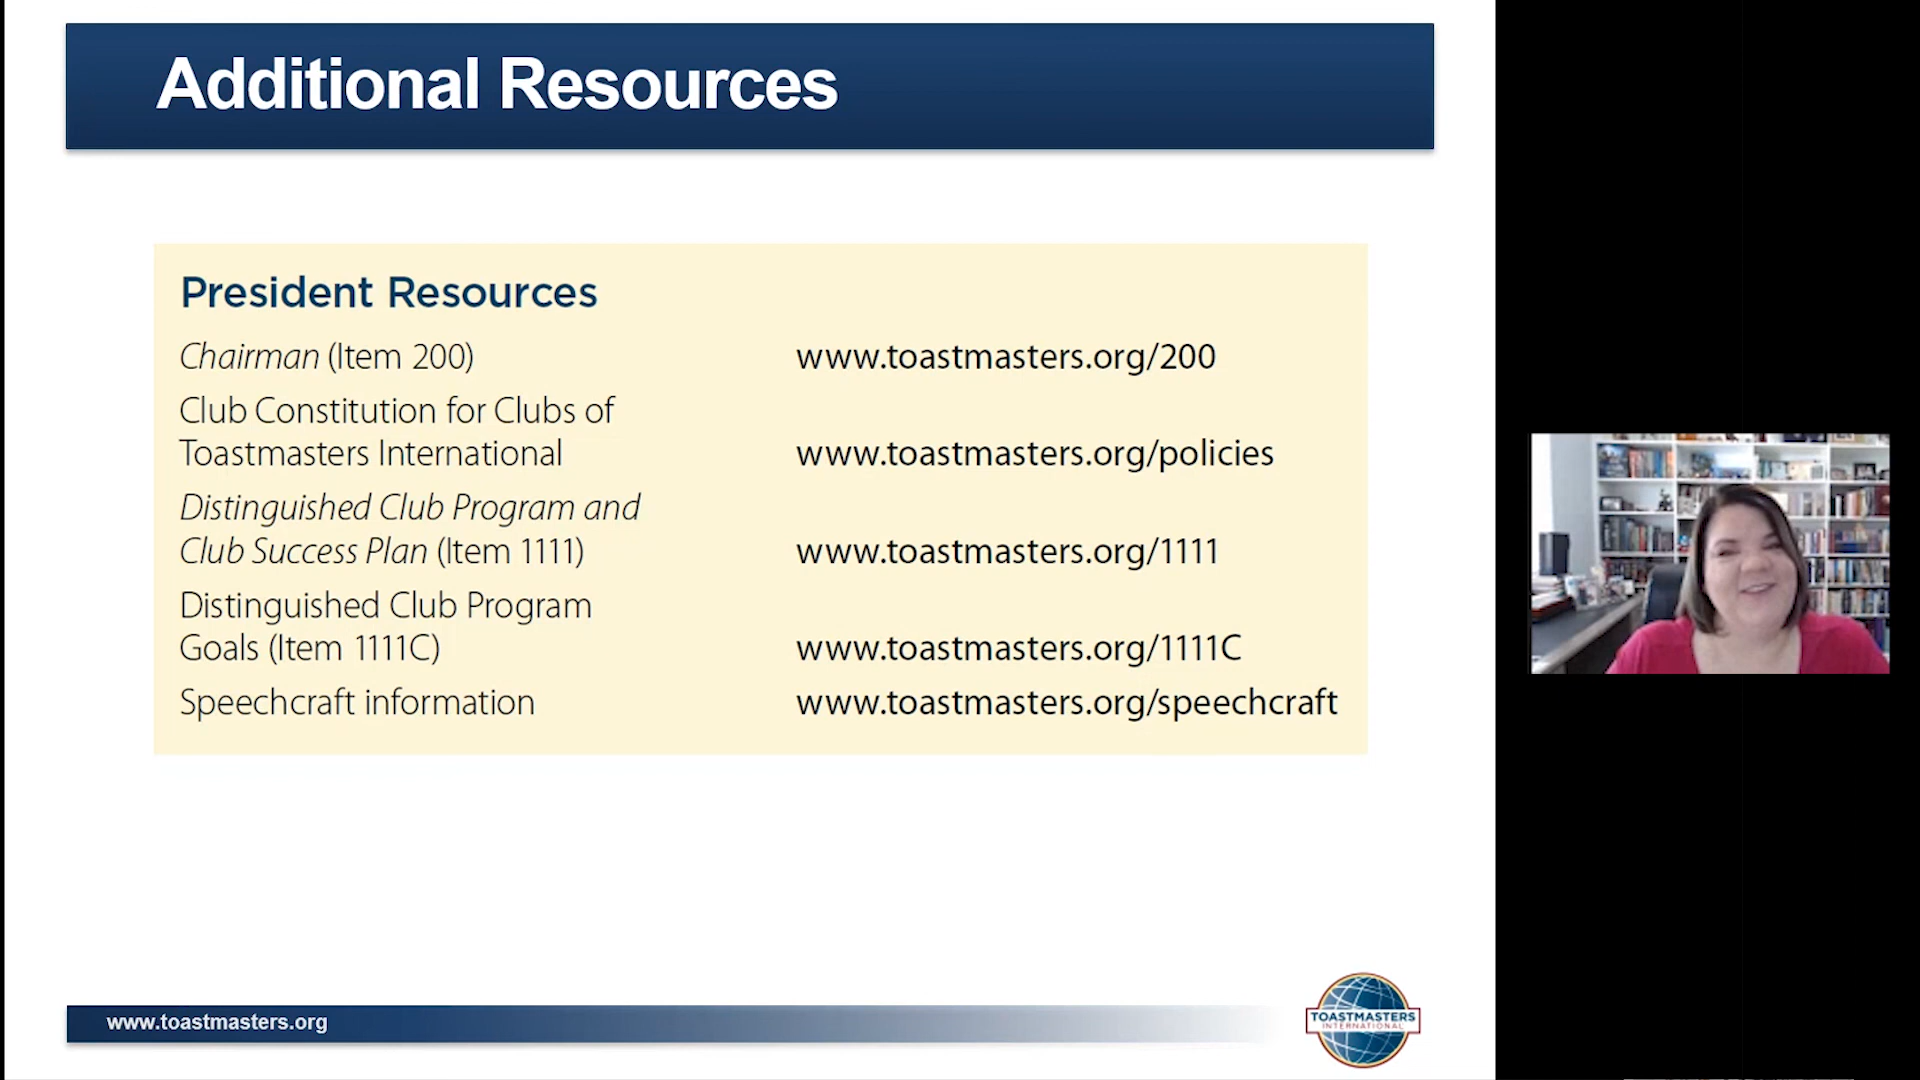 Additional Resources
President Resources
Chairman (Item 200) www.toastmasters.org/200
Club Constitution for Clubs of
Toastmasters International www.toastmasters.org/policies
Distinguished Club Program and
Club Success Plan (Item 1111) www.toastmasters.org/1111
Distinguished Club Program
Goals (Item 1111C) www.toastmasters.org/1111C
Speechcraft information www.toastmasters.org/speechcraft
www.toastmasters.org
TOASTMASTERS
INTERNATIONAL